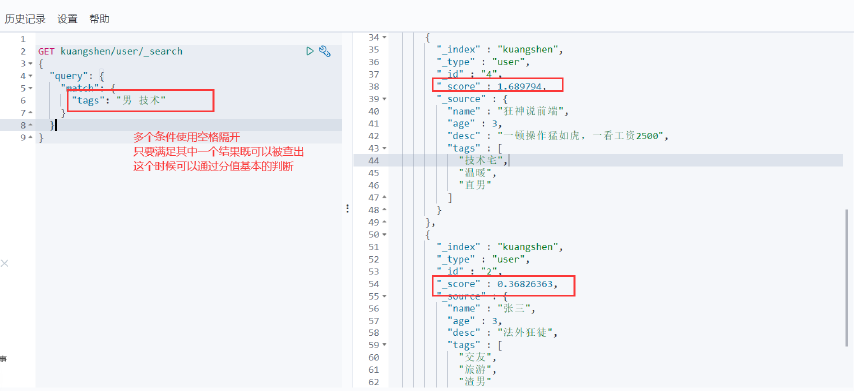 历史记录 设置 帮助
1
2 GET kuangshen/user/_search
3 {
4 "query": {
5 "match": {
6 "tags": "男 技术"
7 }
8 }
9 }
多个条件使用空格隔开
只要满足其中一个结果既可以被查出
这个时候可以通过分值基本的判断
34 {
35 "_index" : "kuangshen",
36 "_type" : "user",
37 "_id" : "4",
38 "_score" : 1.689794,
39 "_source" : {
40 "name" : "狂神说前端",
41 "age" : 3,
42 "desc" : "一顿操作猛如虎，一看工资2500",
43 "tags" : [
44 "技术宅",
45 "温暖",
46 "直男"
47 ]
48 }
49 },
50 {
51 "_index" : "kuangshen",
52 "_type" : "user",
53 "_id" : "2",
54 "_score" : 0.36826363,
55 "_source" : {
56 "name" : "张三",
57 "age" : 3,
58 "desc" : "法外狂徒",
59 "tags" : [
60 "交友",
61 "旅游",
62 "渣男"